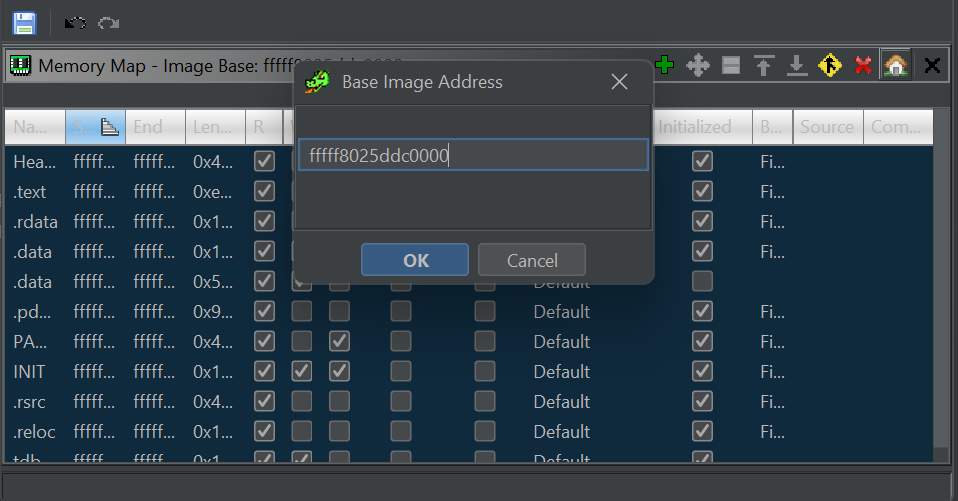 Memory Map - Image Base: fffff8025ddc0000
Base Image Address
fffff8025ddc0000
OK Cancel
Na... S... End Len... R Initialized B... Source Com...
Hea... fffff... fffff... 0x4... Fi...
.text fffff... fffff... 0xe... Fi...
.rdata fffff... fffff... 0x1... Fi...
.data fffff... fffff... 0x1... Fi...
.data fffff... fffff... 0x5... Default
.pd... fffff... fffff... 0x9... Default Fi...
PA... fffff... fffff... 0x4... Default Fi...
INIT fffff... fffff... 0x1... Default Fi...
.rsrc fffff... fffff... 0x4... Default Fi...
.reloc fffff... fffff... 0x1... Default Fi...
tdb fffff... fffff... 0x1... Default